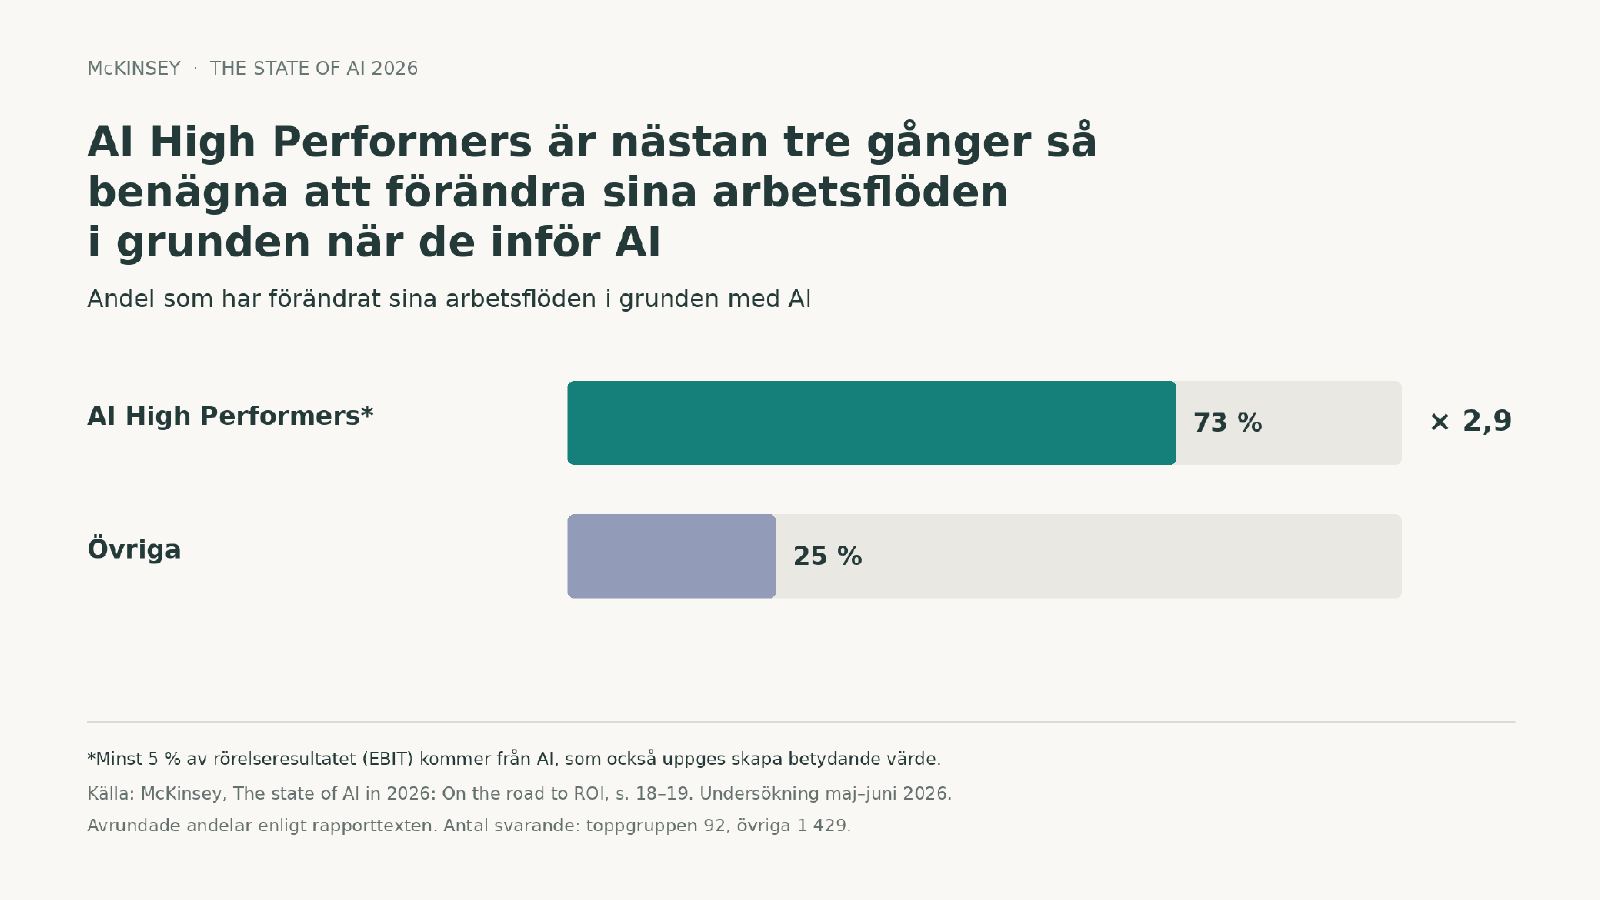 McKINSEY · THE STATE OF AI 2026
AI High Performers är nästan tre gånger så
benägna att förändra sina arbetsflöden
i grunden när de inför AI
Andel som har förändrat sina arbetsflöden i grunden med AI
AI High Performers*
73 %
× 2,9
Övriga
25 %
*Minst 5 % av rörelseresultatet (EBIT) kommer från AI, som också uppges skapa betydande värde.
Källa: McKinsey, The state of AI in 2026: On the road to ROI, s. 18–19. Undersökning maj–juni 2026.
Avrundade andelar enligt rapporttexten. Antal svarande: toppgruppen 92, övriga 1 429.